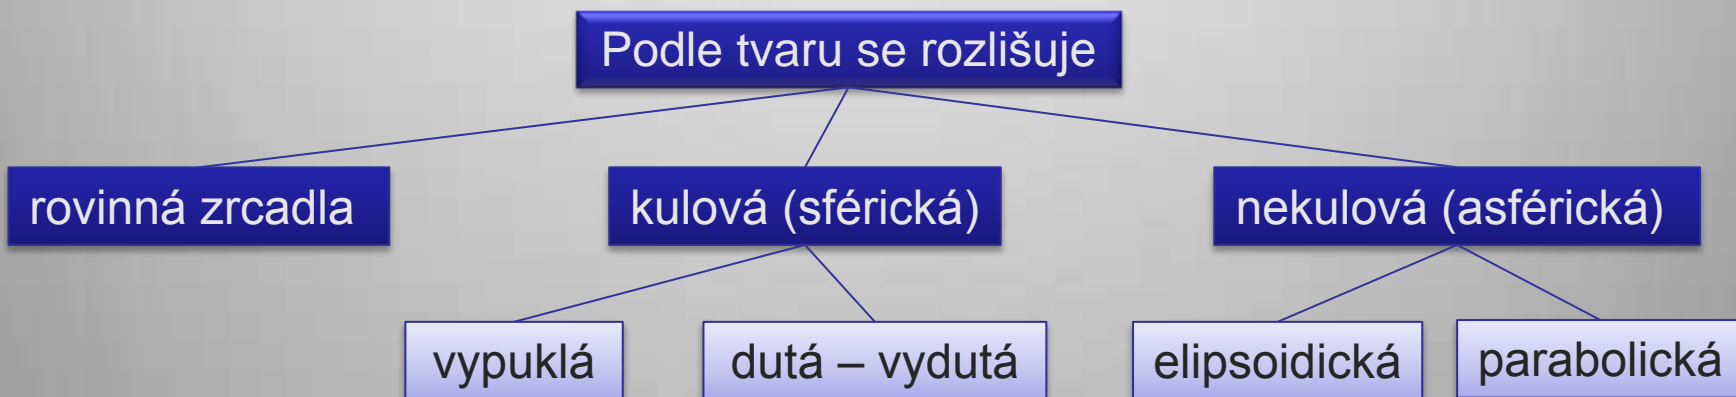 Podle tvaru se rozlišuje
rovinná zrcadla
kulová (sférická)
nekulová (asférická)
vypuklá
dutá – vydutá
elipsoidická
parabolická